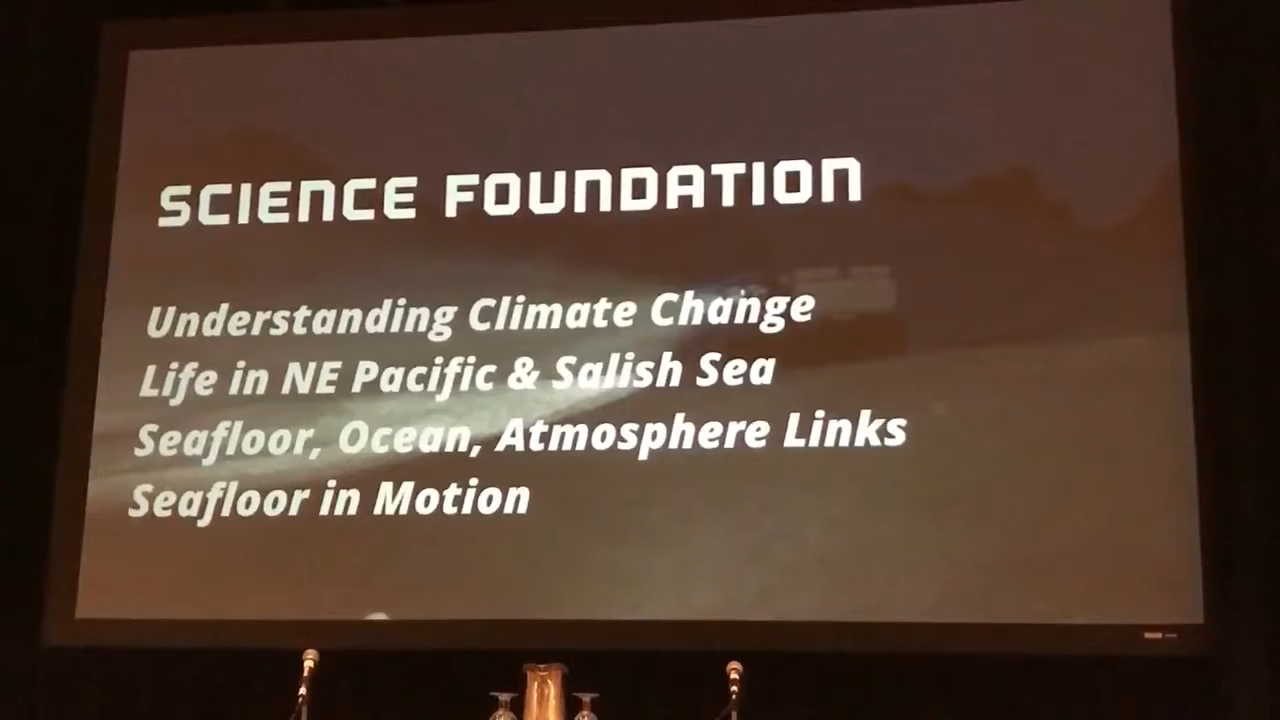 SCIENCE FOUNDATION
Understanding Climate Change
Life in NE Pacific & Salish Sea
Seafloor, Ocean, Atmosphere Links
Seafloor in Motion